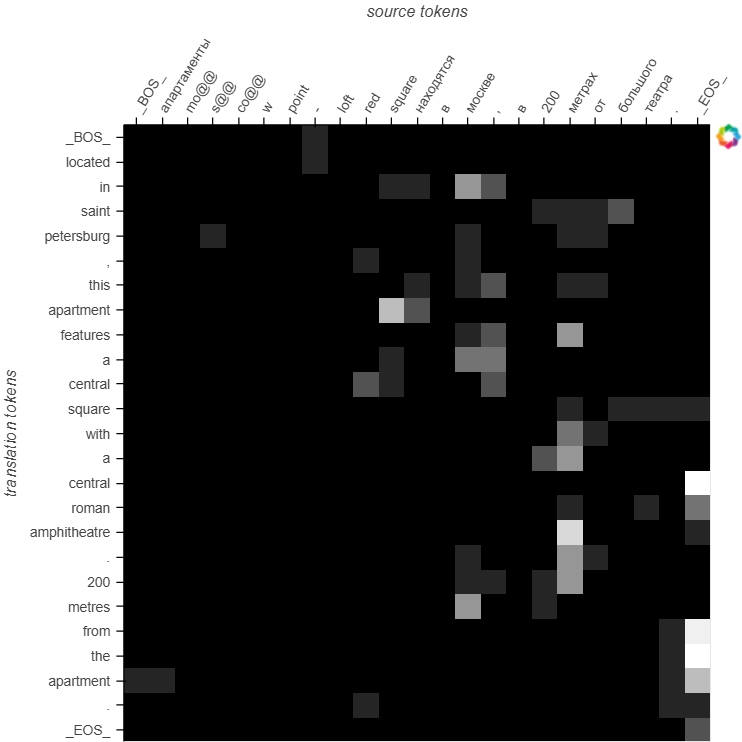 source tokens
_BOS_
апартаменты
mo@@
s@@
co@@
w
point
-
loft
red
square
находятся
в
москве
,
в
200
метрах
от
большого
театра
.
_EOS_
translation tokens
_BOS_
located
in
saint
petersburg
,
this
apartment
features
a
central
square
with
a
central
roman
amphitheatre
.
200
metres
from
the
apartment
.
_EOS_